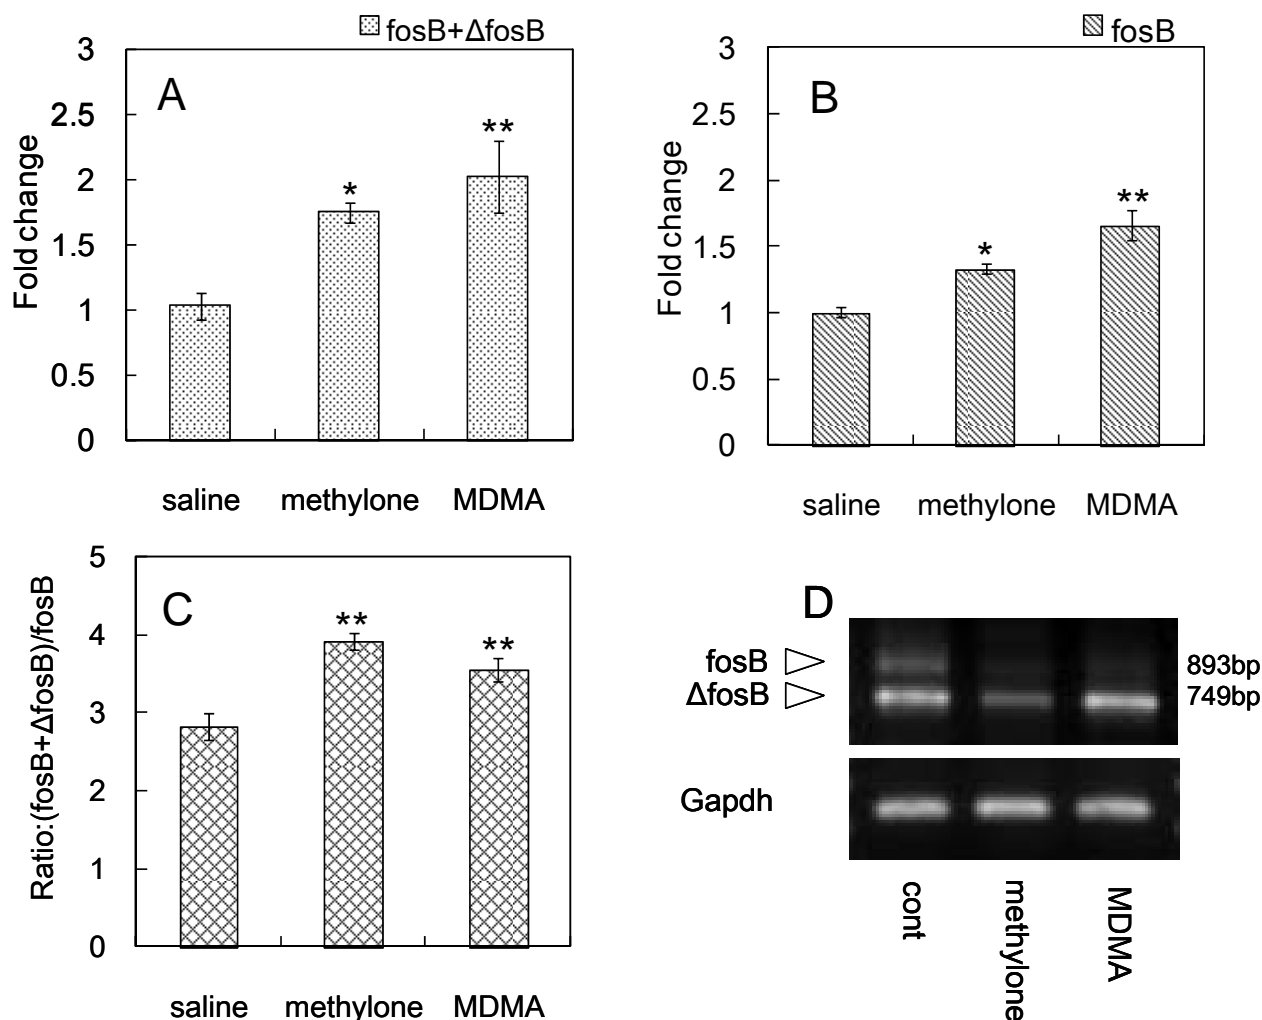 fosB+ΔfosB
A
Fold change
3
2.5
2
1.5
1
0.5
0
*
**
saline methylone MDMA
fosB
B
Fold change
3
2.5
2
1.5
1
0.5
0
*
**
saline methylone MDMA
C
Ratio:(fosB+ΔfosB)/fosB
5
4
3
2
1
0
**
**
saline methylone MDMA
D
fosB 893bp
ΔfosB 749bp
Gapdh
cont
methylone
MDMA